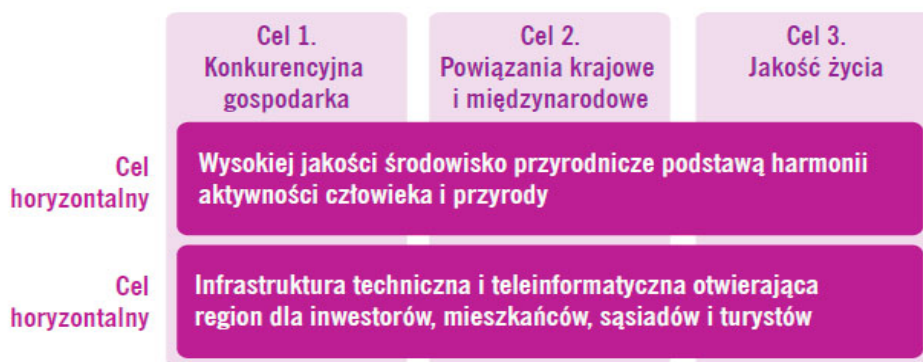 Cel 1.
Konkurencyjna
gospodarka
Cel 2.
Powiązania krajowe
i międzynarodowe
Cel 3.
Jakość życia
Cel
horyzontalny
Wysokiej jakości środowisko przyrodnicze podstawą harmonii
aktywności człowieka i przyrody
Cel
horyzontalny
Infrastruktura techniczna i teleinformatyczna otwierająca
region dla inwestorów, mieszkańców, sąsiadów i turystów